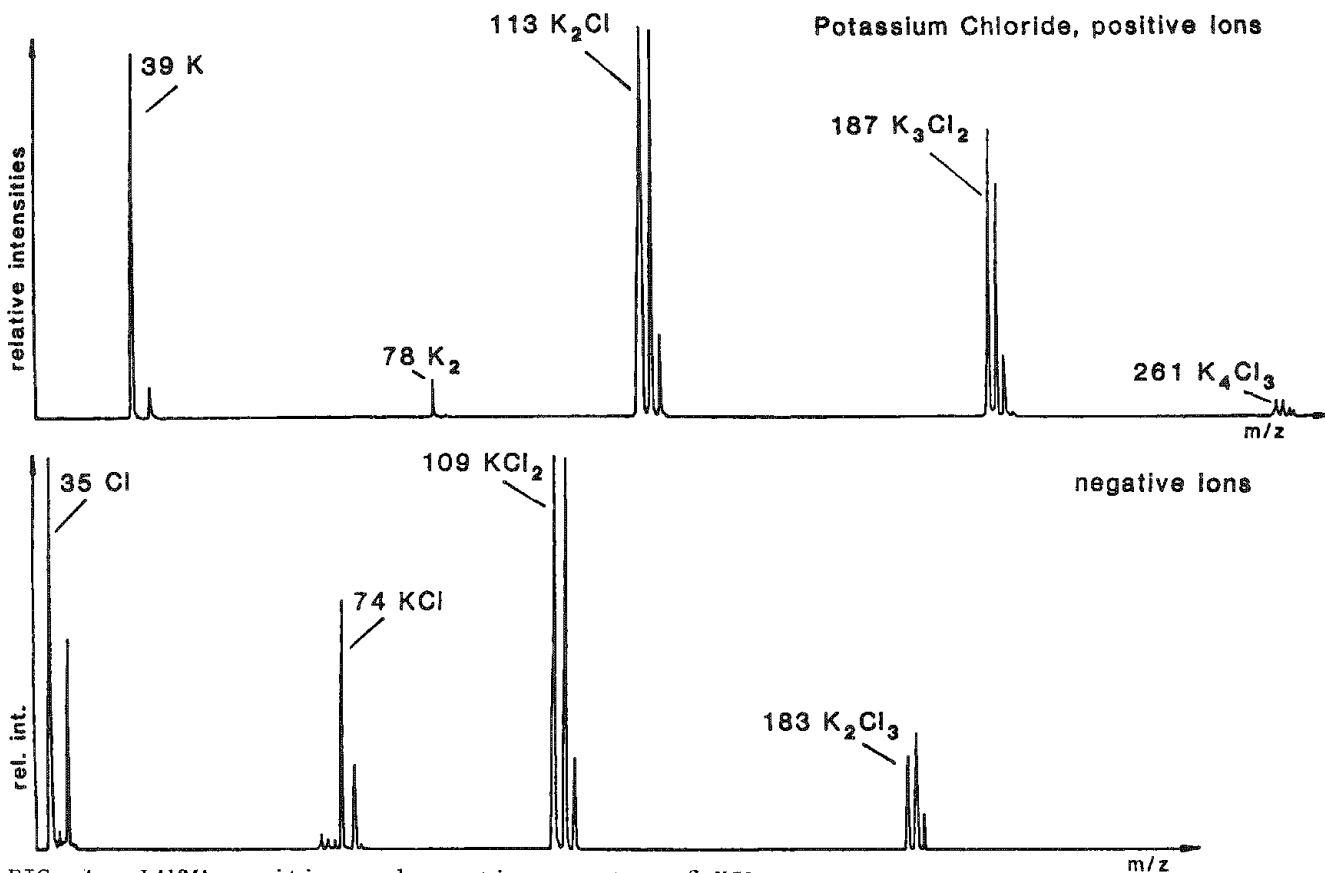 Potassium Chloride, positive ions
relative intensities
39 K
78 K₂
113 K₂Cl
187 K₃Cl₂
261 K₄Cl₃
m/z
negative ions
rel. int.
35 Cl
74 KCl
109 KCl₂
183 K₂Cl₃
m/z